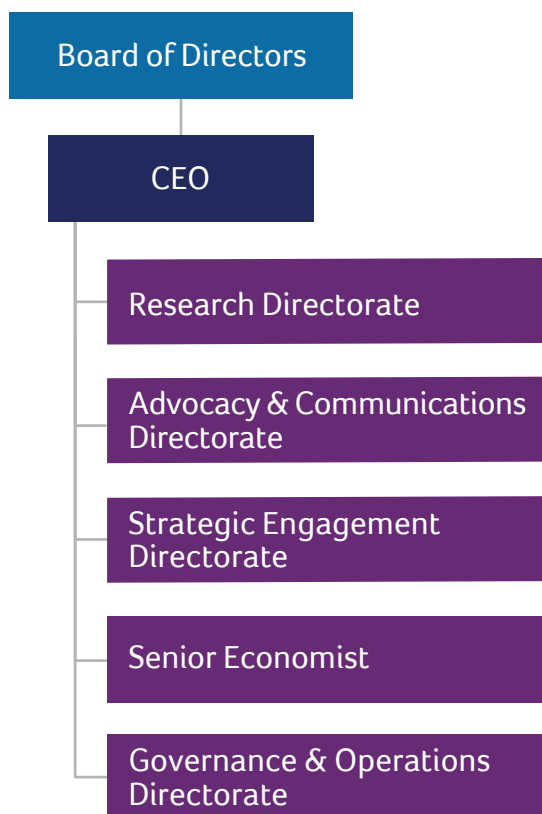 Board of Directors
CEO
Research Directorate
Advocacy & Communications
Directorate
Strategic Engagement
Directorate
Senior Economist
Governance & Operations
Directorate